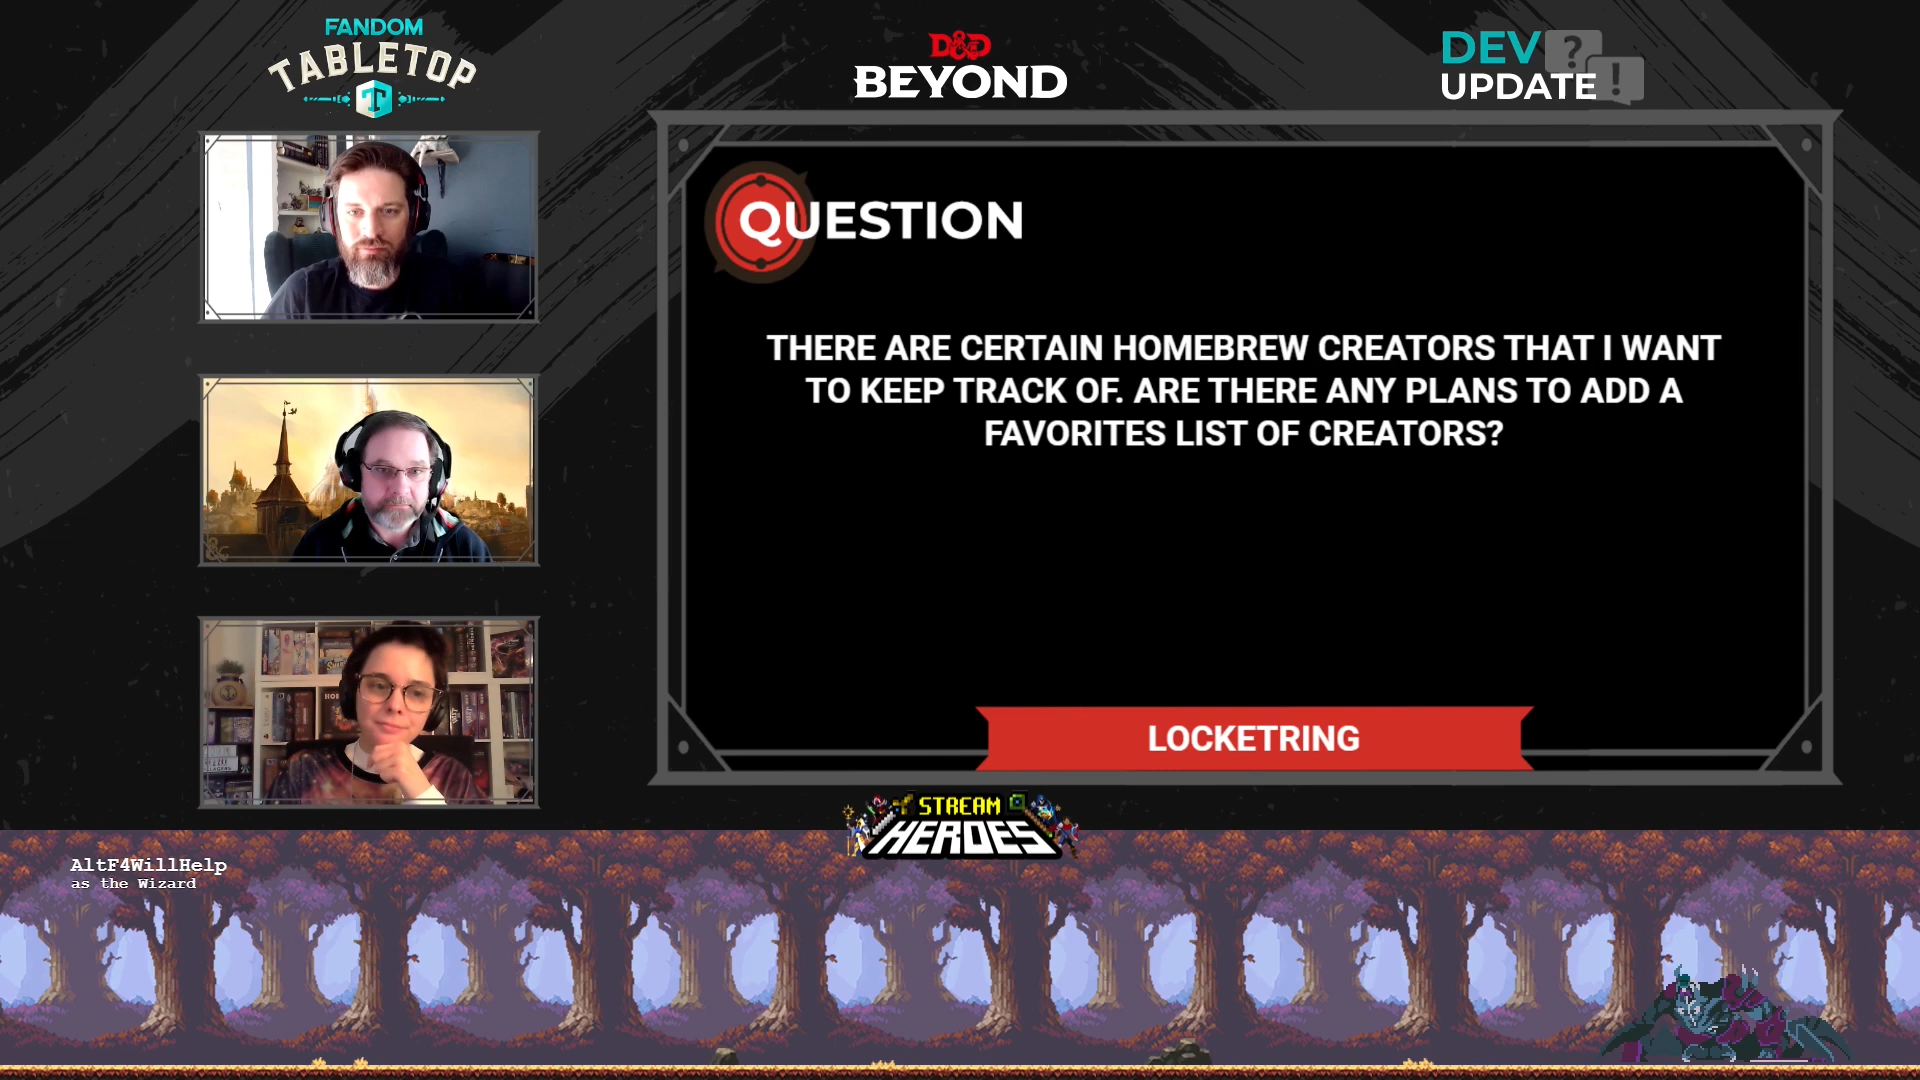 FANDOM
TABLETOP
T
D&D
BEYOND
DEV ?
UPDATE !
QUESTION
THERE ARE CERTAIN HOMEBREW CREATORS THAT I WANT
TO KEEP TRACK OF. ARE THERE ANY PLANS TO ADD A
FAVORITES LIST OF CREATORS?
LOCKETRING
STREAM
HEROES
AltF4WillHelp
as the Wizard